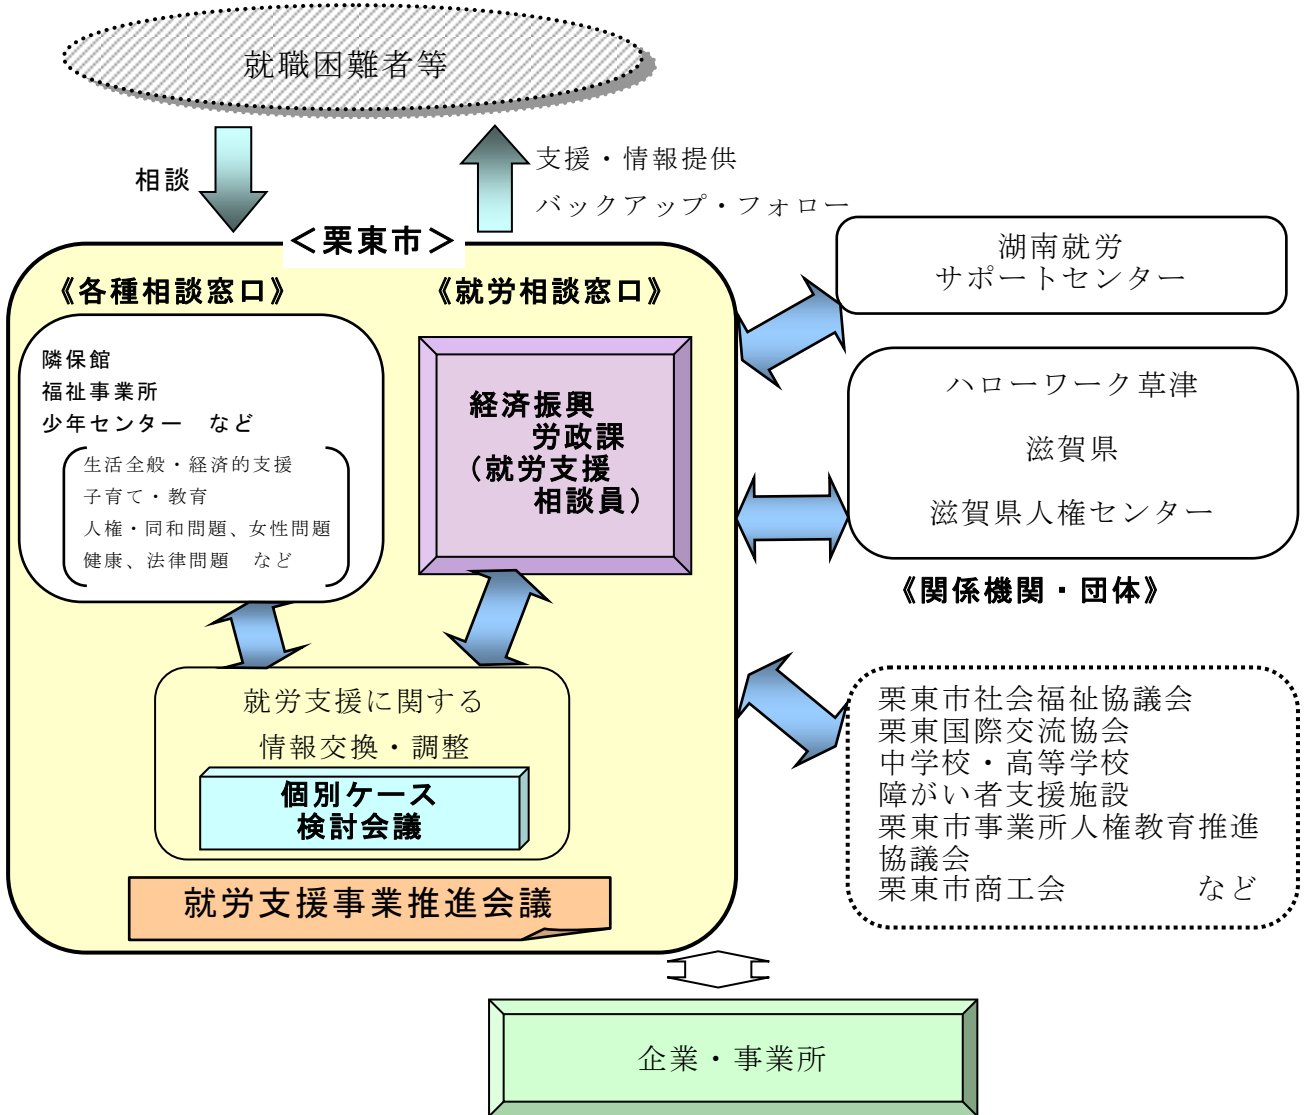 就職困難者等
相談
支援・情報提供
バックアップ・フォロー
＜栗東市＞
《各種相談窓口》
《就労相談窓口》
隣保館
福祉事業所
少年センター　など
生活全般・経済的支援
子育て・教育
人権・同和問題、女性問題
健康、法律問題　など
経済振興
労政課
（就労支援
相談員）
就労支援に関する
情報交換・調整
個別ケース
検討会議
就労支援事業推進会議
湖南就労
サポートセンター
ハローワーク草津
滋賀県
滋賀県人権センター
《関係機関・団体》
栗東市社会福祉協議会
栗東国際交流協会
中学校・高等学校
障がい者支援施設
栗東市事業所人権教育推進
協議会
栗東市商工会　　　　など
企業・事業所